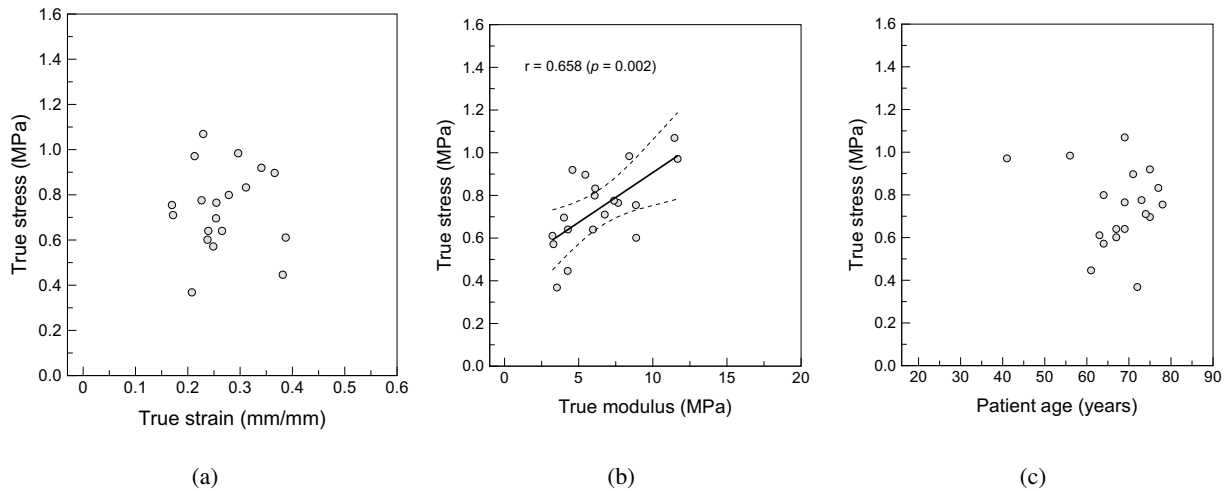 1.6
1.4
1.2
1.0
0.8
0.6
0.4
0.2
0.0
True stress (MPa)
0 0.1 0.2 0.3 0.4 0.5 0.6
True strain (mm/mm)
(a)
1.6
1.4
1.2
1.0
0.8
0.6
0.4
0.2
0.0
True stress (MPa)
r = 0.658 (p = 0.002)
0 5 10 15 20
True modulus (MPa)
(b)
1.6
1.4
1.2
1.0
0.8
0.6
0.4
0.2
0.0
True stress (MPa)
20 30 40 50 60 70 80 90
Patient age (years)
(c)